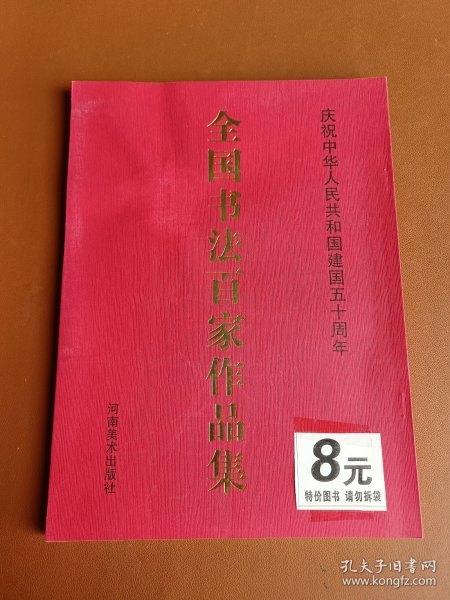 庆祝中华人民共和国建国五十周年
全国书法百家作品集
河南美术出版社
8元
特价图书 请勿拆袋
孔夫子旧书网
www.kongfz.com